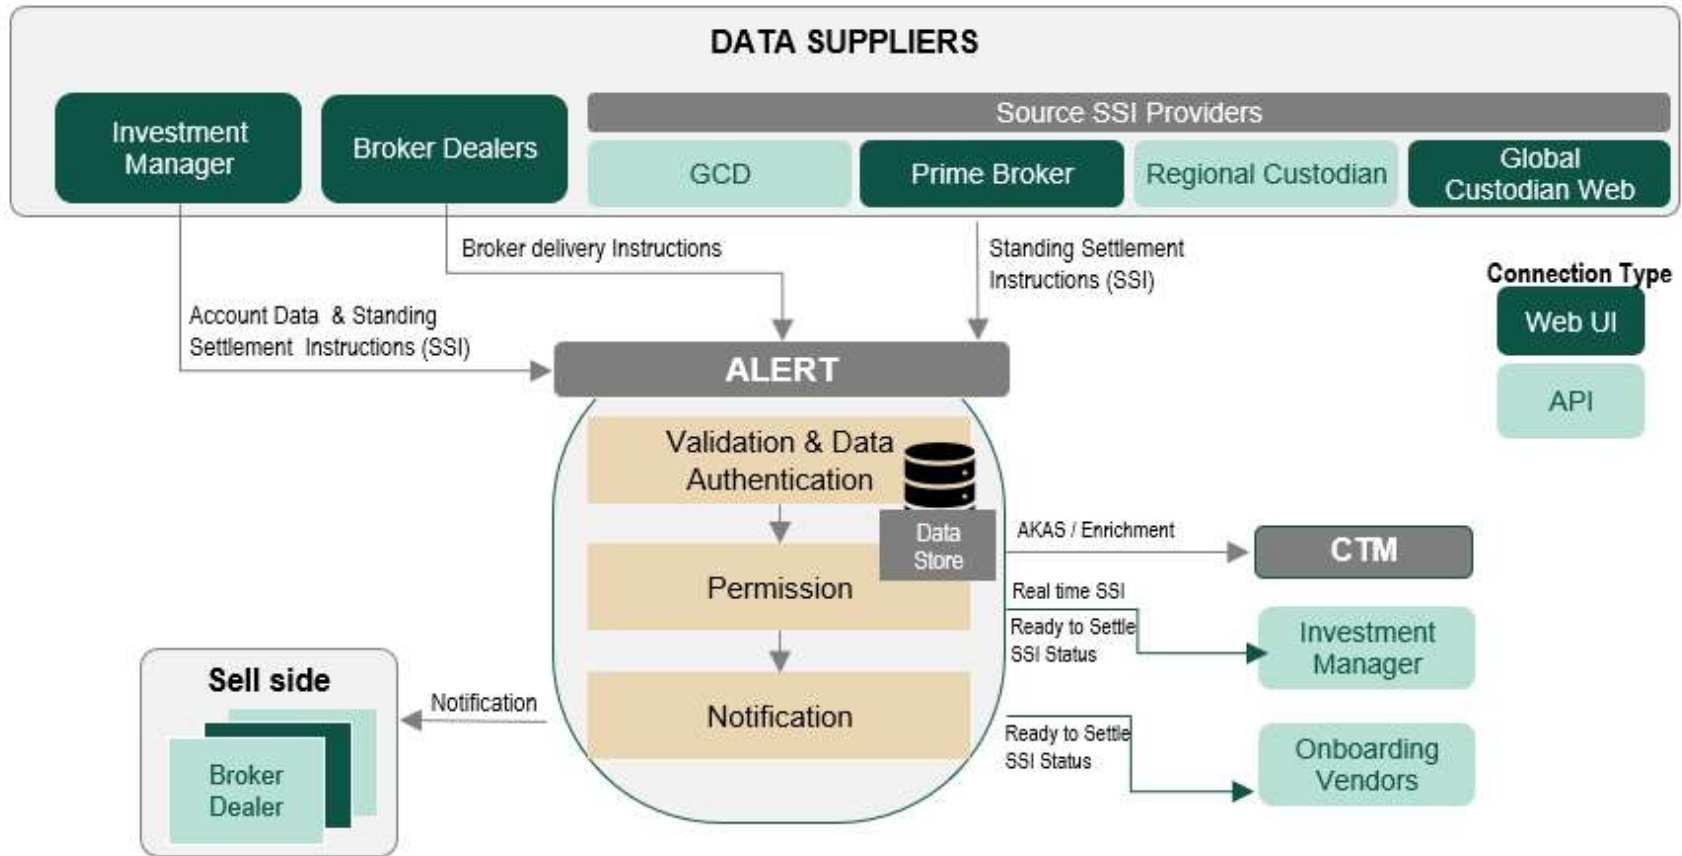 DATA SUPPLIERS
Investment
Manager
Broker Dealers
Source SSI Providers
GCD
Prime Broker
Regional Custodian
Global
Custodian Web
Broker delivery Instructions
Standing Settlement
Instructions (SSI)
Account Data & Standing
Settlement Instructions (SSI)
Connection Type
Web UI
API
ALERT
Validation & Data
Authentication
Data
Store
Permission
Notification
AKAS / Enrichment
CTM
Real time SSI
Ready to Settle
SSI Status
Investment
Manager
Ready to Settle
SSI Status
Onboarding
Vendors
Notification
Sell side
Broker
Dealer